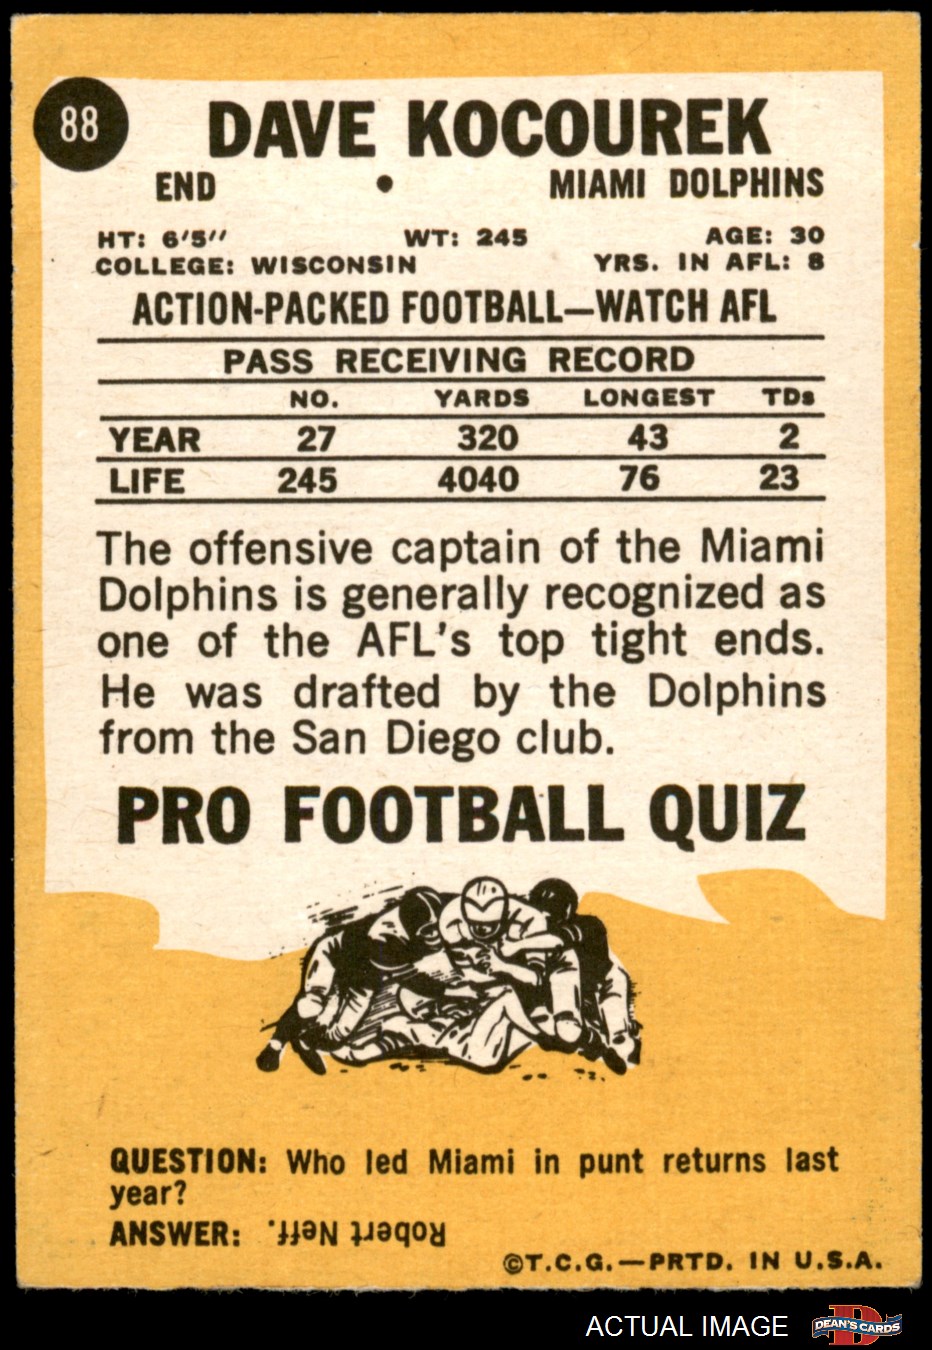 88
DAVE KOCOUREK
END • MIAMI DOLPHINS
HT: 6'5'' WT: 245 AGE: 30
COLLEGE: WISCONSIN YRS. IN AFL: 8
ACTION-PACKED FOOTBALL—WATCH AFL
PASS RECEIVING RECORD
NO. YARDS LONGEST TDs
YEAR 27 320 43 2
LIFE 245 4040 76 23
The offensive captain of the Miami
Dolphins is generally recognized as
one of the AFL's top tight ends.
He was drafted by the Dolphins
from the San Diego club.
PRO FOOTBALL QUIZ
QUESTION: Who led Miami in punt returns last
year?
ANSWER: Robert Neff.
©T.C.G.—PRTD. IN U.S.A.
ACTUAL IMAGE
D
DEAN'S CARDS